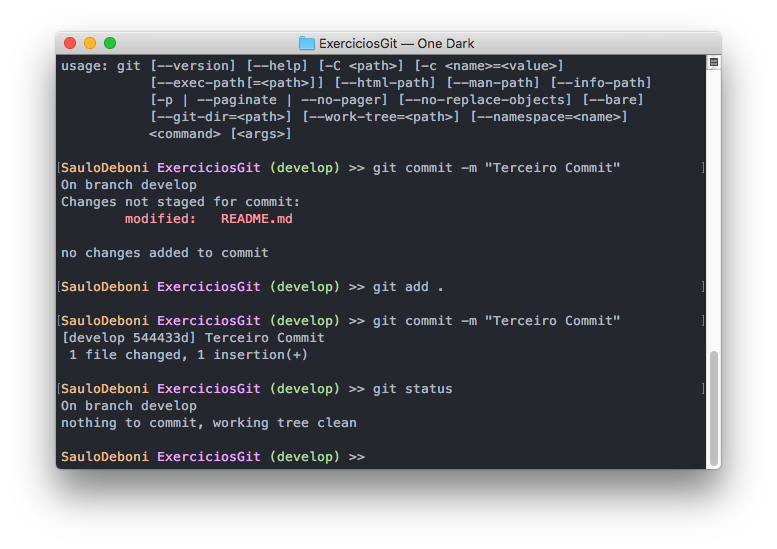 ExerciciosGit — One Dark
usage: git [--version] [--help] [-C <path>] [-c <name>=<value>]
           [--exec-path[=<path>]] [--html-path] [--man-path] [--info-path]
           [-p | --paginate | --no-pager] [--no-replace-objects] [--bare]
           [--git-dir=<path>] [--work-tree=<path>] [--namespace=<name>]
           <command> [<args>]
[SauloDeboni ExerciciosGit (develop) >> git commit -m "Terceiro Commit" ]
On branch develop
Changes not staged for commit:
        modified:   README.md
no changes added to commit
[SauloDeboni ExerciciosGit (develop) >> git add . ]
[SauloDeboni ExerciciosGit (develop) >> git commit -m "Terceiro Commit" ]
[develop 544433d] Terceiro Commit
 1 file changed, 1 insertion(+)
[SauloDeboni ExerciciosGit (develop) >> git status ]
On branch develop
nothing to commit, working tree clean
SauloDeboni ExerciciosGit (develop) >>